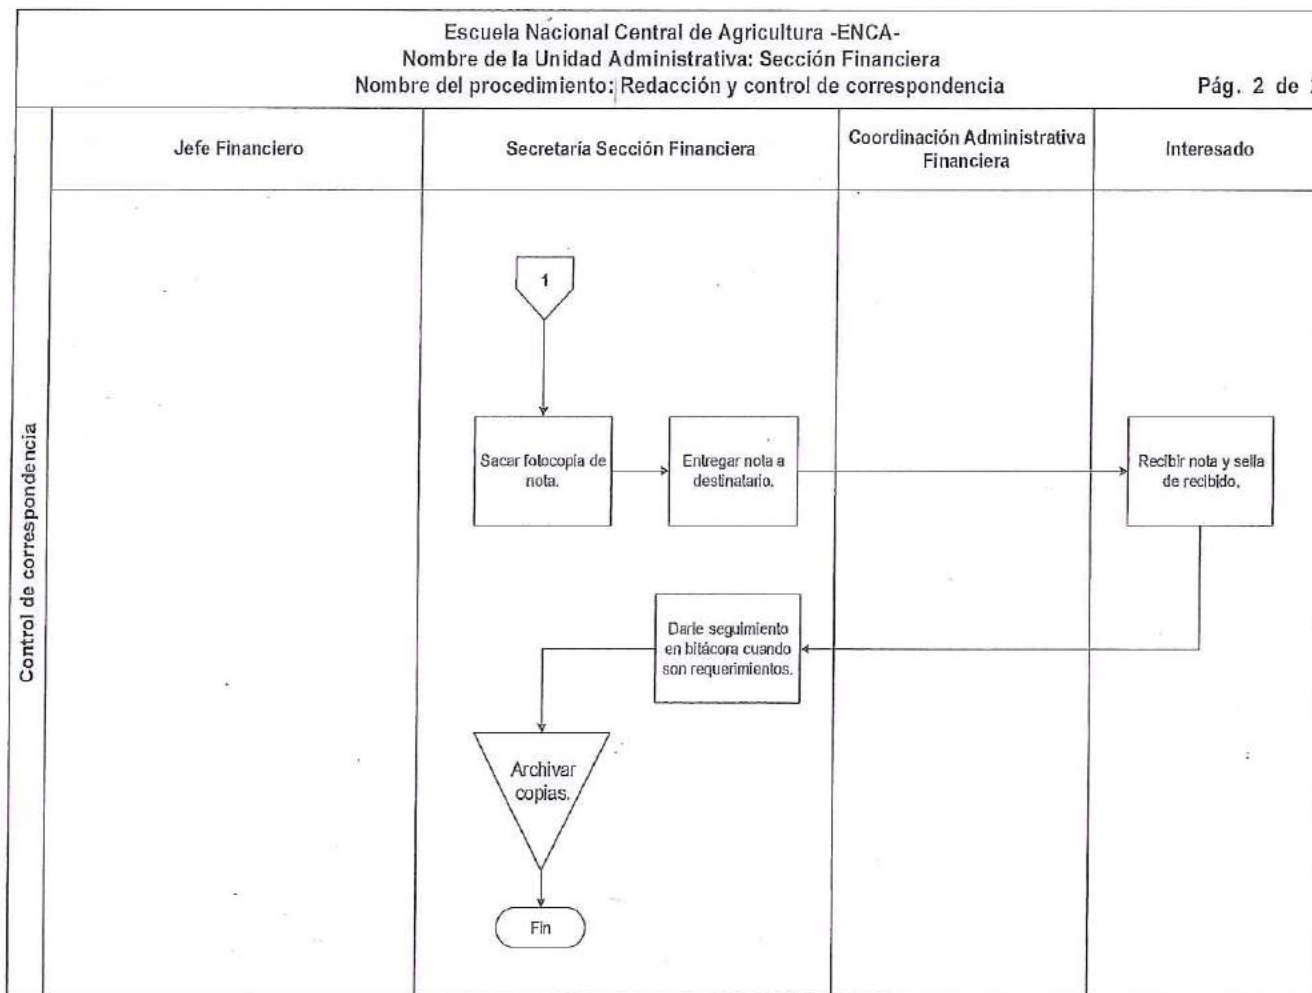 Escuela Nacional Central de Agricultura -ENCA-
Nombre de la Unidad Administrativa: Sección Financiera
Nombre del procedimiento: Redacción y control de correspondencia
Pág. 2 de
Jefe Financiero
Secretaría Sección Financiera
Coordinación Administrativa
Financiera
Interesado
Control de correspondencia
1
Sacar fotocopia de
nota.
Entregar nota a
destinatario.
Recibir nota y sella
de recibido.
Darle seguimiento
en bitácora cuando
son requerimientos.
Archivar
copias.
Fin